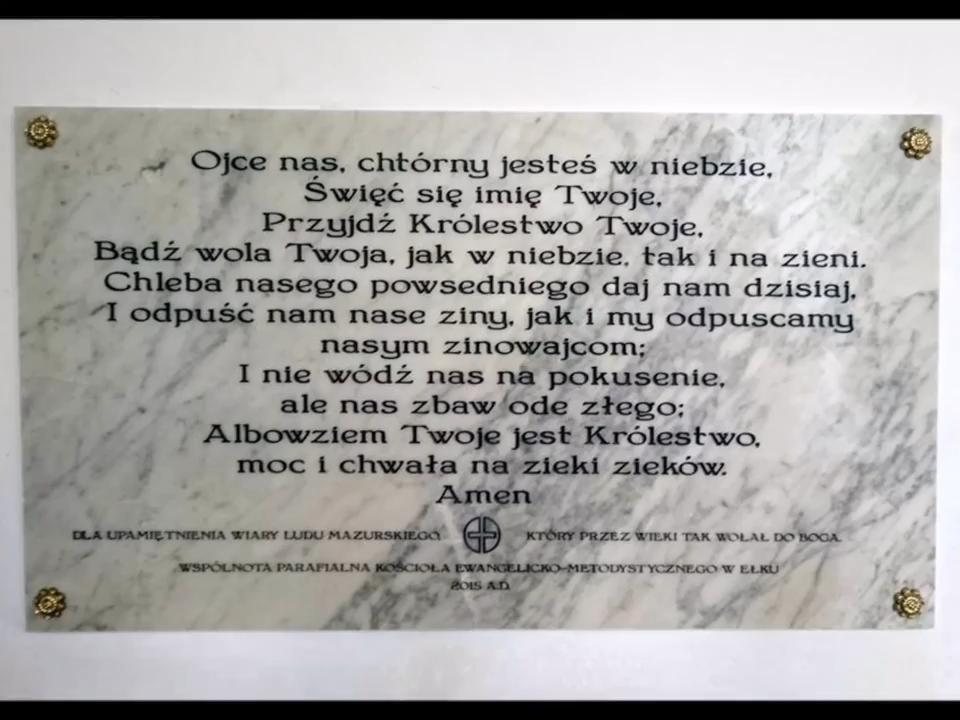 Ojce nas, chtórny jesteś w niebzie,
Święć się imię Twoje,
Przyjdź Królestwo Twoje,
Bądź wola Twoja, jak w niebzie, tak i na zieni.
Chleba nasego powsedniego daj nam dzisiaj,
I odpuść nam nase ziny, jak i my odpuscamy
nasym zinowajcom;
I nie wódź nas na pokusenie,
ale nas zbaw ode złego;
Albowziem Twoje jest Królestwo,
moc i chwała na zieki zieków.
Amen
DLA UPAMIĘTNIENIA WIARY LUDU MAZURSKIEGO, KTÓRY PRZEZ WIEKI TAK WOŁAŁ DO BOGA.
WSPÓLNOTA PARAFIALNA KOŚCIOŁA EWANGELICKO-METODYSTYCZNEGO W EŁKU
2015 A.D.